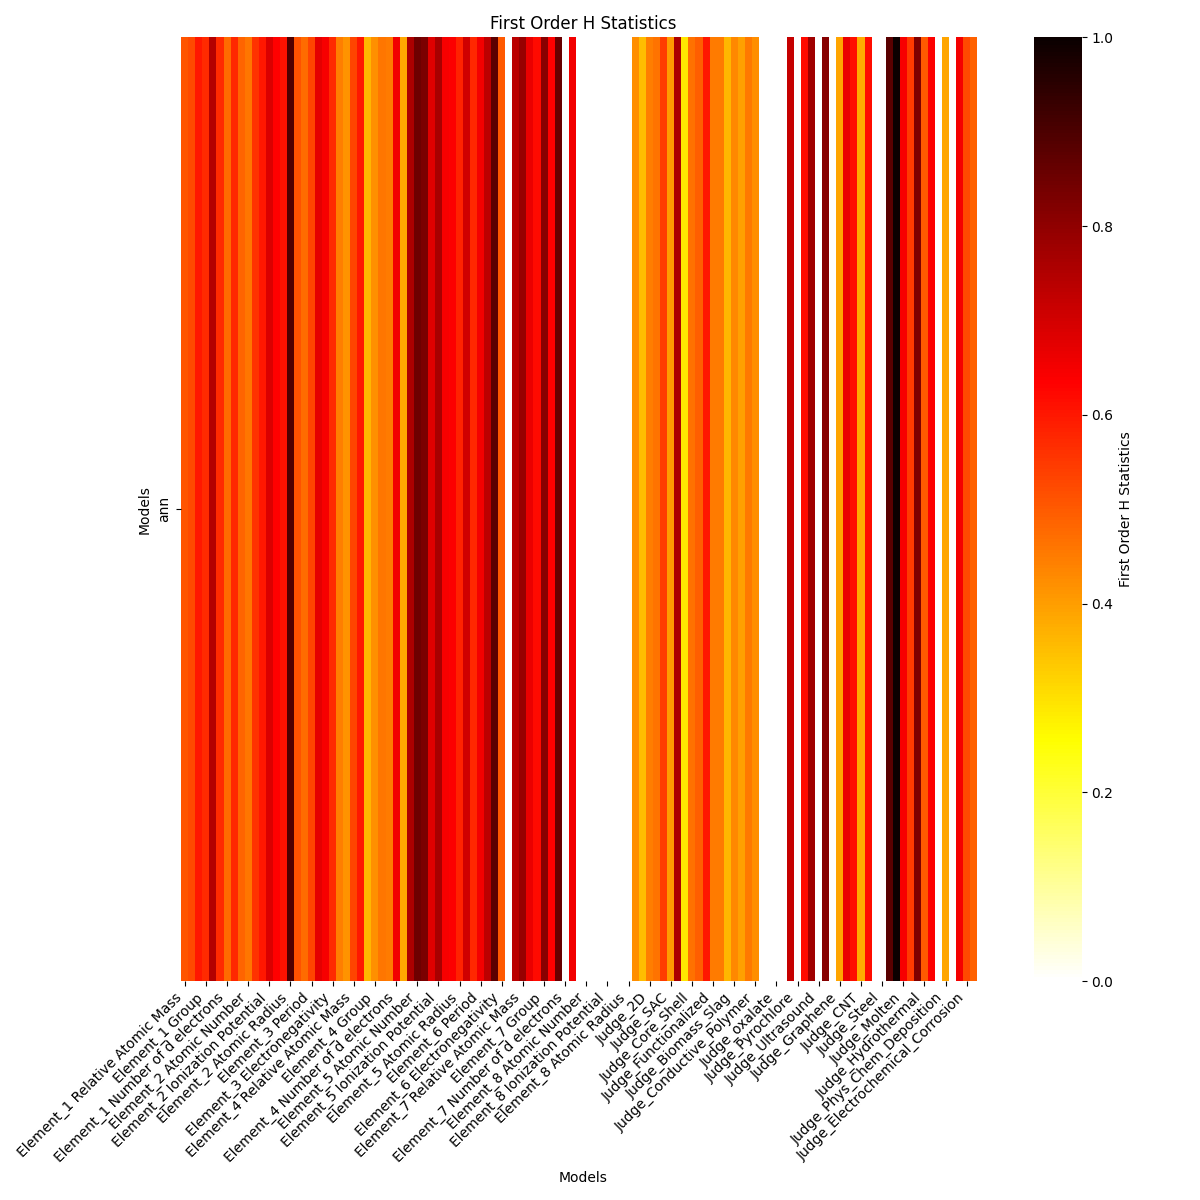 First Order H Statistics
Models
ann
Element_1 Relative Atomic Mass
Element_1 Group
Element_1 Number of d electrons
Element_2 Atomic Number
Element_2 Ionization Potential
Element_2 Atomic Radius
Element_3 Period
Element_3 Electronegativity
Element_4 Relative Atomic Mass
Element_4 Group
Element_4 Number of d electrons
Element_5 Atomic Number
Element_5 Ionization Potential
Element_5 Atomic Radius
Element_6 Period
Element_6 Electronegativity
Element_7 Relative Atomic Mass
Element_7 Group
Element_7 Number of d electrons
Element_8 Atomic Number
Element_8 Ionization Potential
Element_8 Atomic Radius
Judge_2D
Judge_SAC
Judge_Core_Shell
Judge_Functionalized
Judge_Biomass_Slag
Judge_Conductive_Polymer
Judge_oxalate
Judge_Pyrochlore
Judge_Ultrasound
Judge_Graphene
Judge_CNT
Judge_Steel
Judge_Molten
Judge_Hydrothermal
Judge_Phys_Chem_Deposition
Judge_Electrochemical_Corrosion
Models
1.0
0.8
0.6
0.4
0.2
0.0
First Order H Statistics